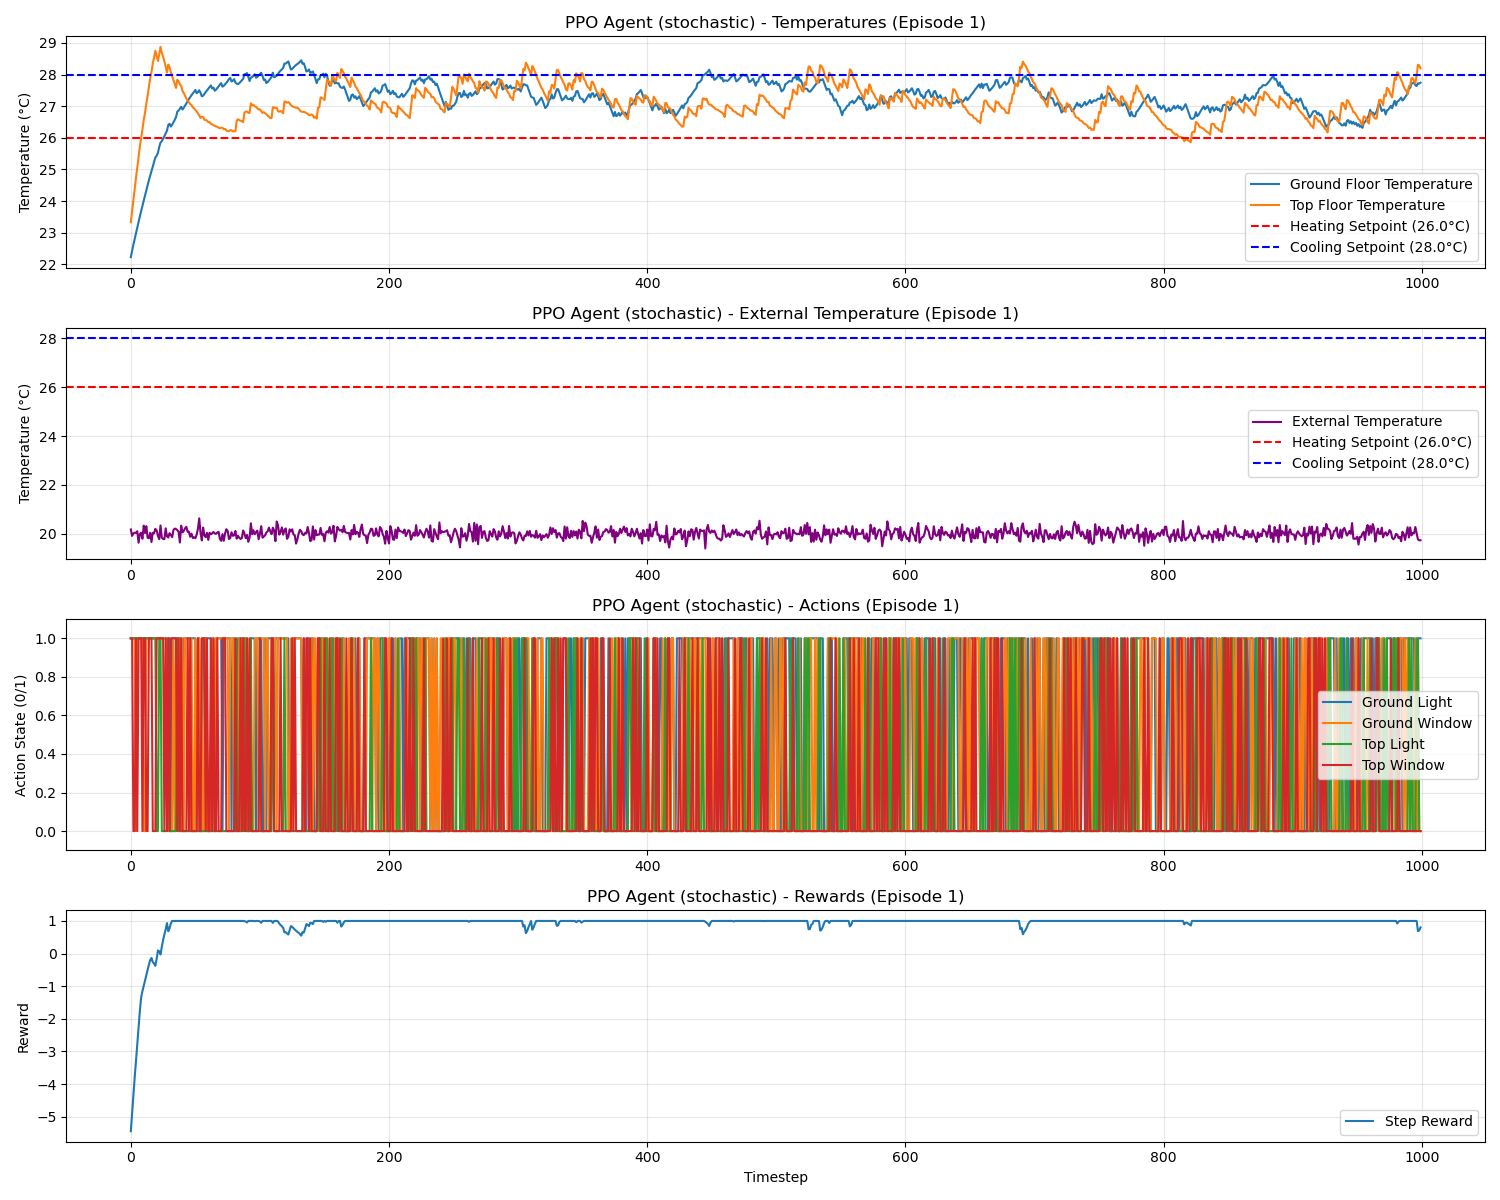 PPO Agent (stochastic) - Temperatures (Episode 1)
Temperature (°C)
29
28
27
26
25
24
23
22
0 200 400 600 800 1000
Ground Floor Temperature
Top Floor Temperature
Heating Setpoint (26.0°C)
Cooling Setpoint (28.0°C)
PPO Agent (stochastic) - External Temperature (Episode 1)
Temperature (°C)
28
26
24
22
20
0 200 400 600 800 1000
External Temperature
Heating Setpoint (26.0°C)
Cooling Setpoint (28.0°C)
PPO Agent (stochastic) - Actions (Episode 1)
Action State (0/1)
1.0
0.8
0.6
0.4
0.2
0.0
0 200 400 600 800 1000
Ground Light
Ground Window
Top Light
Top Window
PPO Agent (stochastic) - Rewards (Episode 1)
Reward
1
0
−1
−2
−3
−4
−5
0 200 400 600 800 1000
Step Reward
Timestep